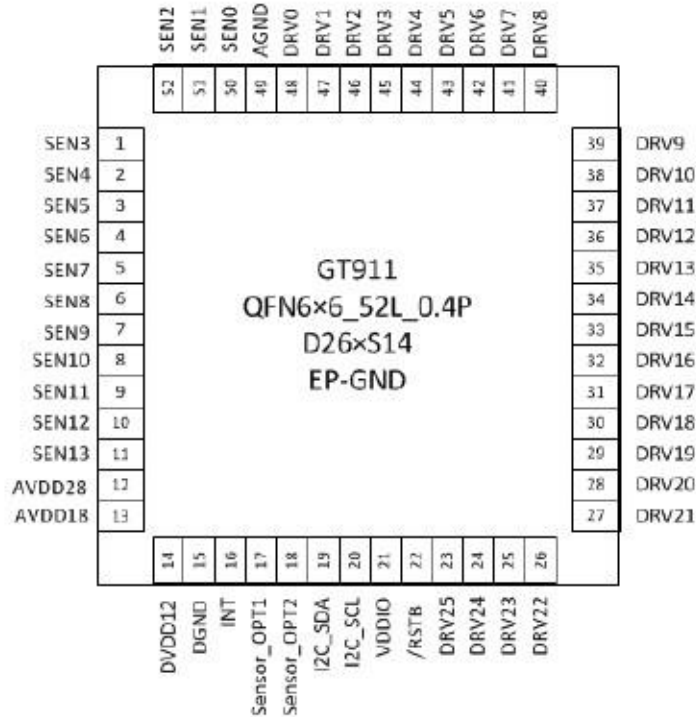 SEN2 SEN1 SEN0 AGND DRV0 DRV1 DRV2 DRV3 DRV4 DRV5 DRV6 DRV7 DRV8
52 51 50 49 48 47 46 45 44 43 42 41 40
SEN3 1 39 DRV9
SEN4 2 38 DRV10
SEN5 3 37 DRV11
SEN6 4 36 DRV12
SEN7 5 35 DRV13
SEN8 6 34 DRV14
SEN9 7 33 DRV15
SEN10 8 32 DRV16
SEN11 9 31 DRV17
SEN12 10 30 DRV18
SEN13 11 29 DRV19
AVDD28 12 28 DRV20
AVDD18 13 27 DRV21
GT911
QFN6×6_52L_0.4P
D26×S14
EP-GND
14 15 16 17 18 19 20 21 22 23 24 25 26
DVDD12 DGND INT Sensor_OPT1 Sensor_OPT2 I2C_SDA I2C_SCL VDDIO /RSTB DRV25 DRV24 DRV23 DRV22